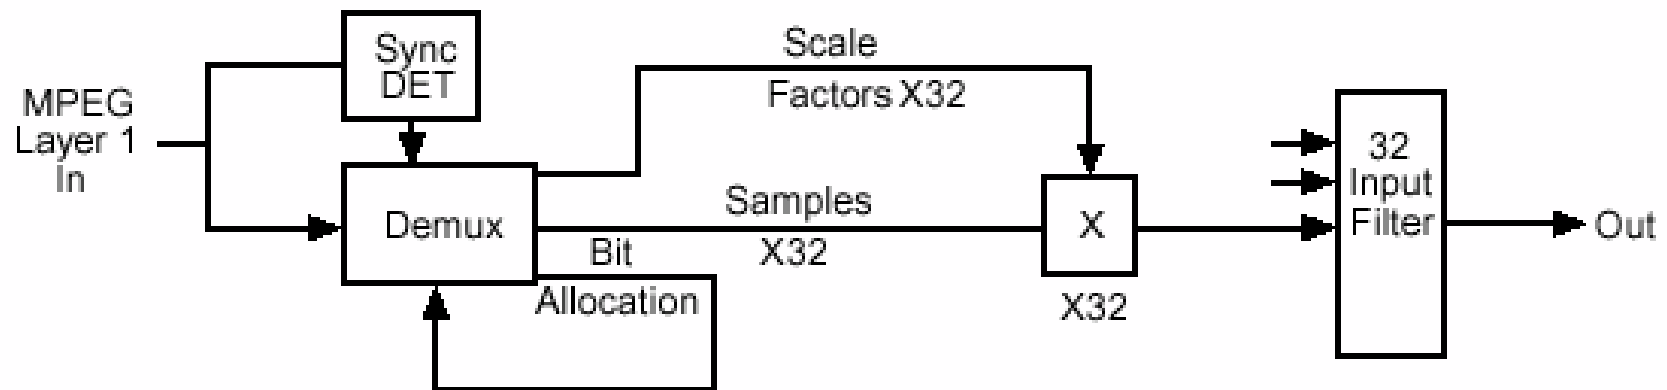 MPEG
Layer 1
In
Sync
DET
Demux
Scale
Factors X32
Samples
X32
Bit
Allocation
X
X32
32
Input
Filter
Out